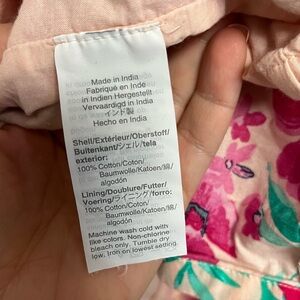 Made in India
Fabriqué en Inde
in Indien Hergestellt
Vervaardigd in India
インド製
Hecho en India
Shell/Extérieur/Oberstoff/
Buitenkant/シェル/tela
exterior:
100% Cotton/Coton/
Baumwolle/Katoen/綿/
algodón
Lining/Doublure/Futter/
Voering/ライニング/forro:
100% Cotton/Coton/
Baumwolle/Katoen/綿/
algodón
Machine wash cold with
like colors. Non-chlorine
bleach only. Tumble dry
low. Iron on lowest setting.